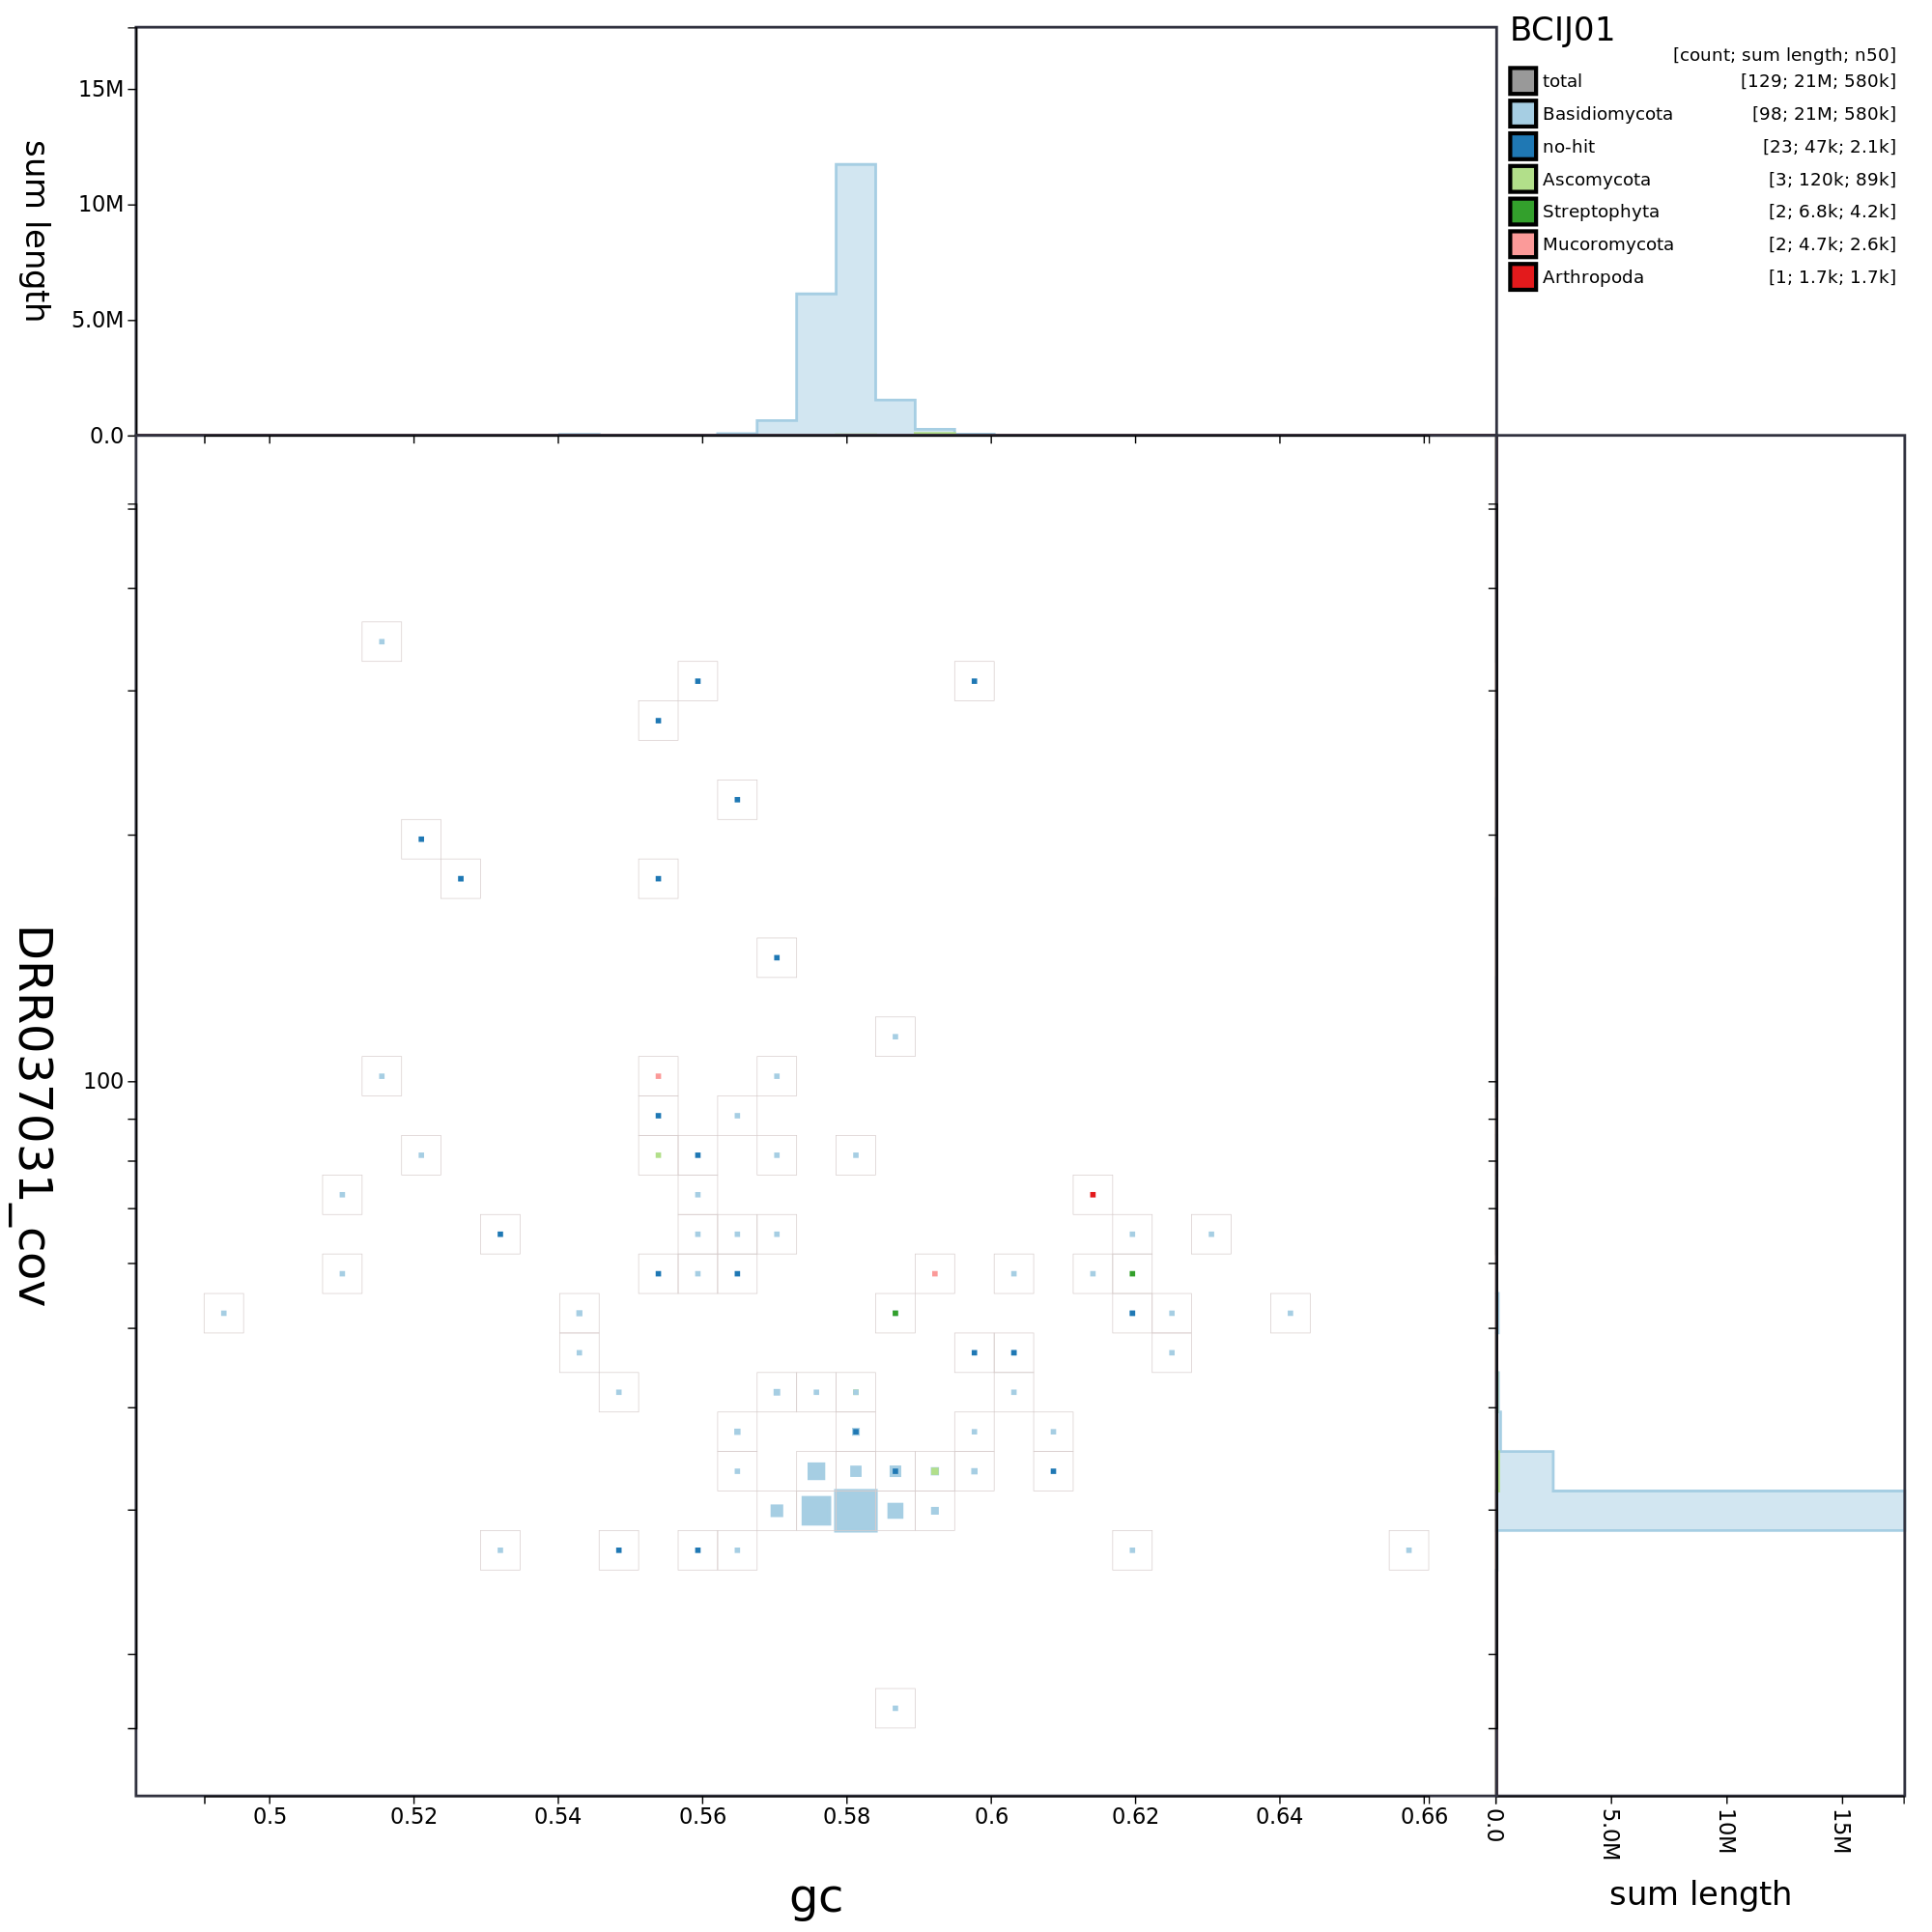 BCIJ01
[count; sum length; n50]
total [129; 21M; 580k]
Basidiomycota [98; 21M; 580k]
no-hit [23; 47k; 2.1k]
Ascomycota [3; 120k; 89k]
Streptophyta [2; 6.8k; 4.2k]
Mucoromycota [2; 4.7k; 2.6k]
Arthropoda [1; 1.7k; 1.7k]
sum length
15M
10M
5.0M
0.0
DRR037031_cov
100
0.5 0.52 0.54 0.56 0.58 0.6 0.62 0.64 0.66
gc
0.0 5.0M 10M 15M
sum length